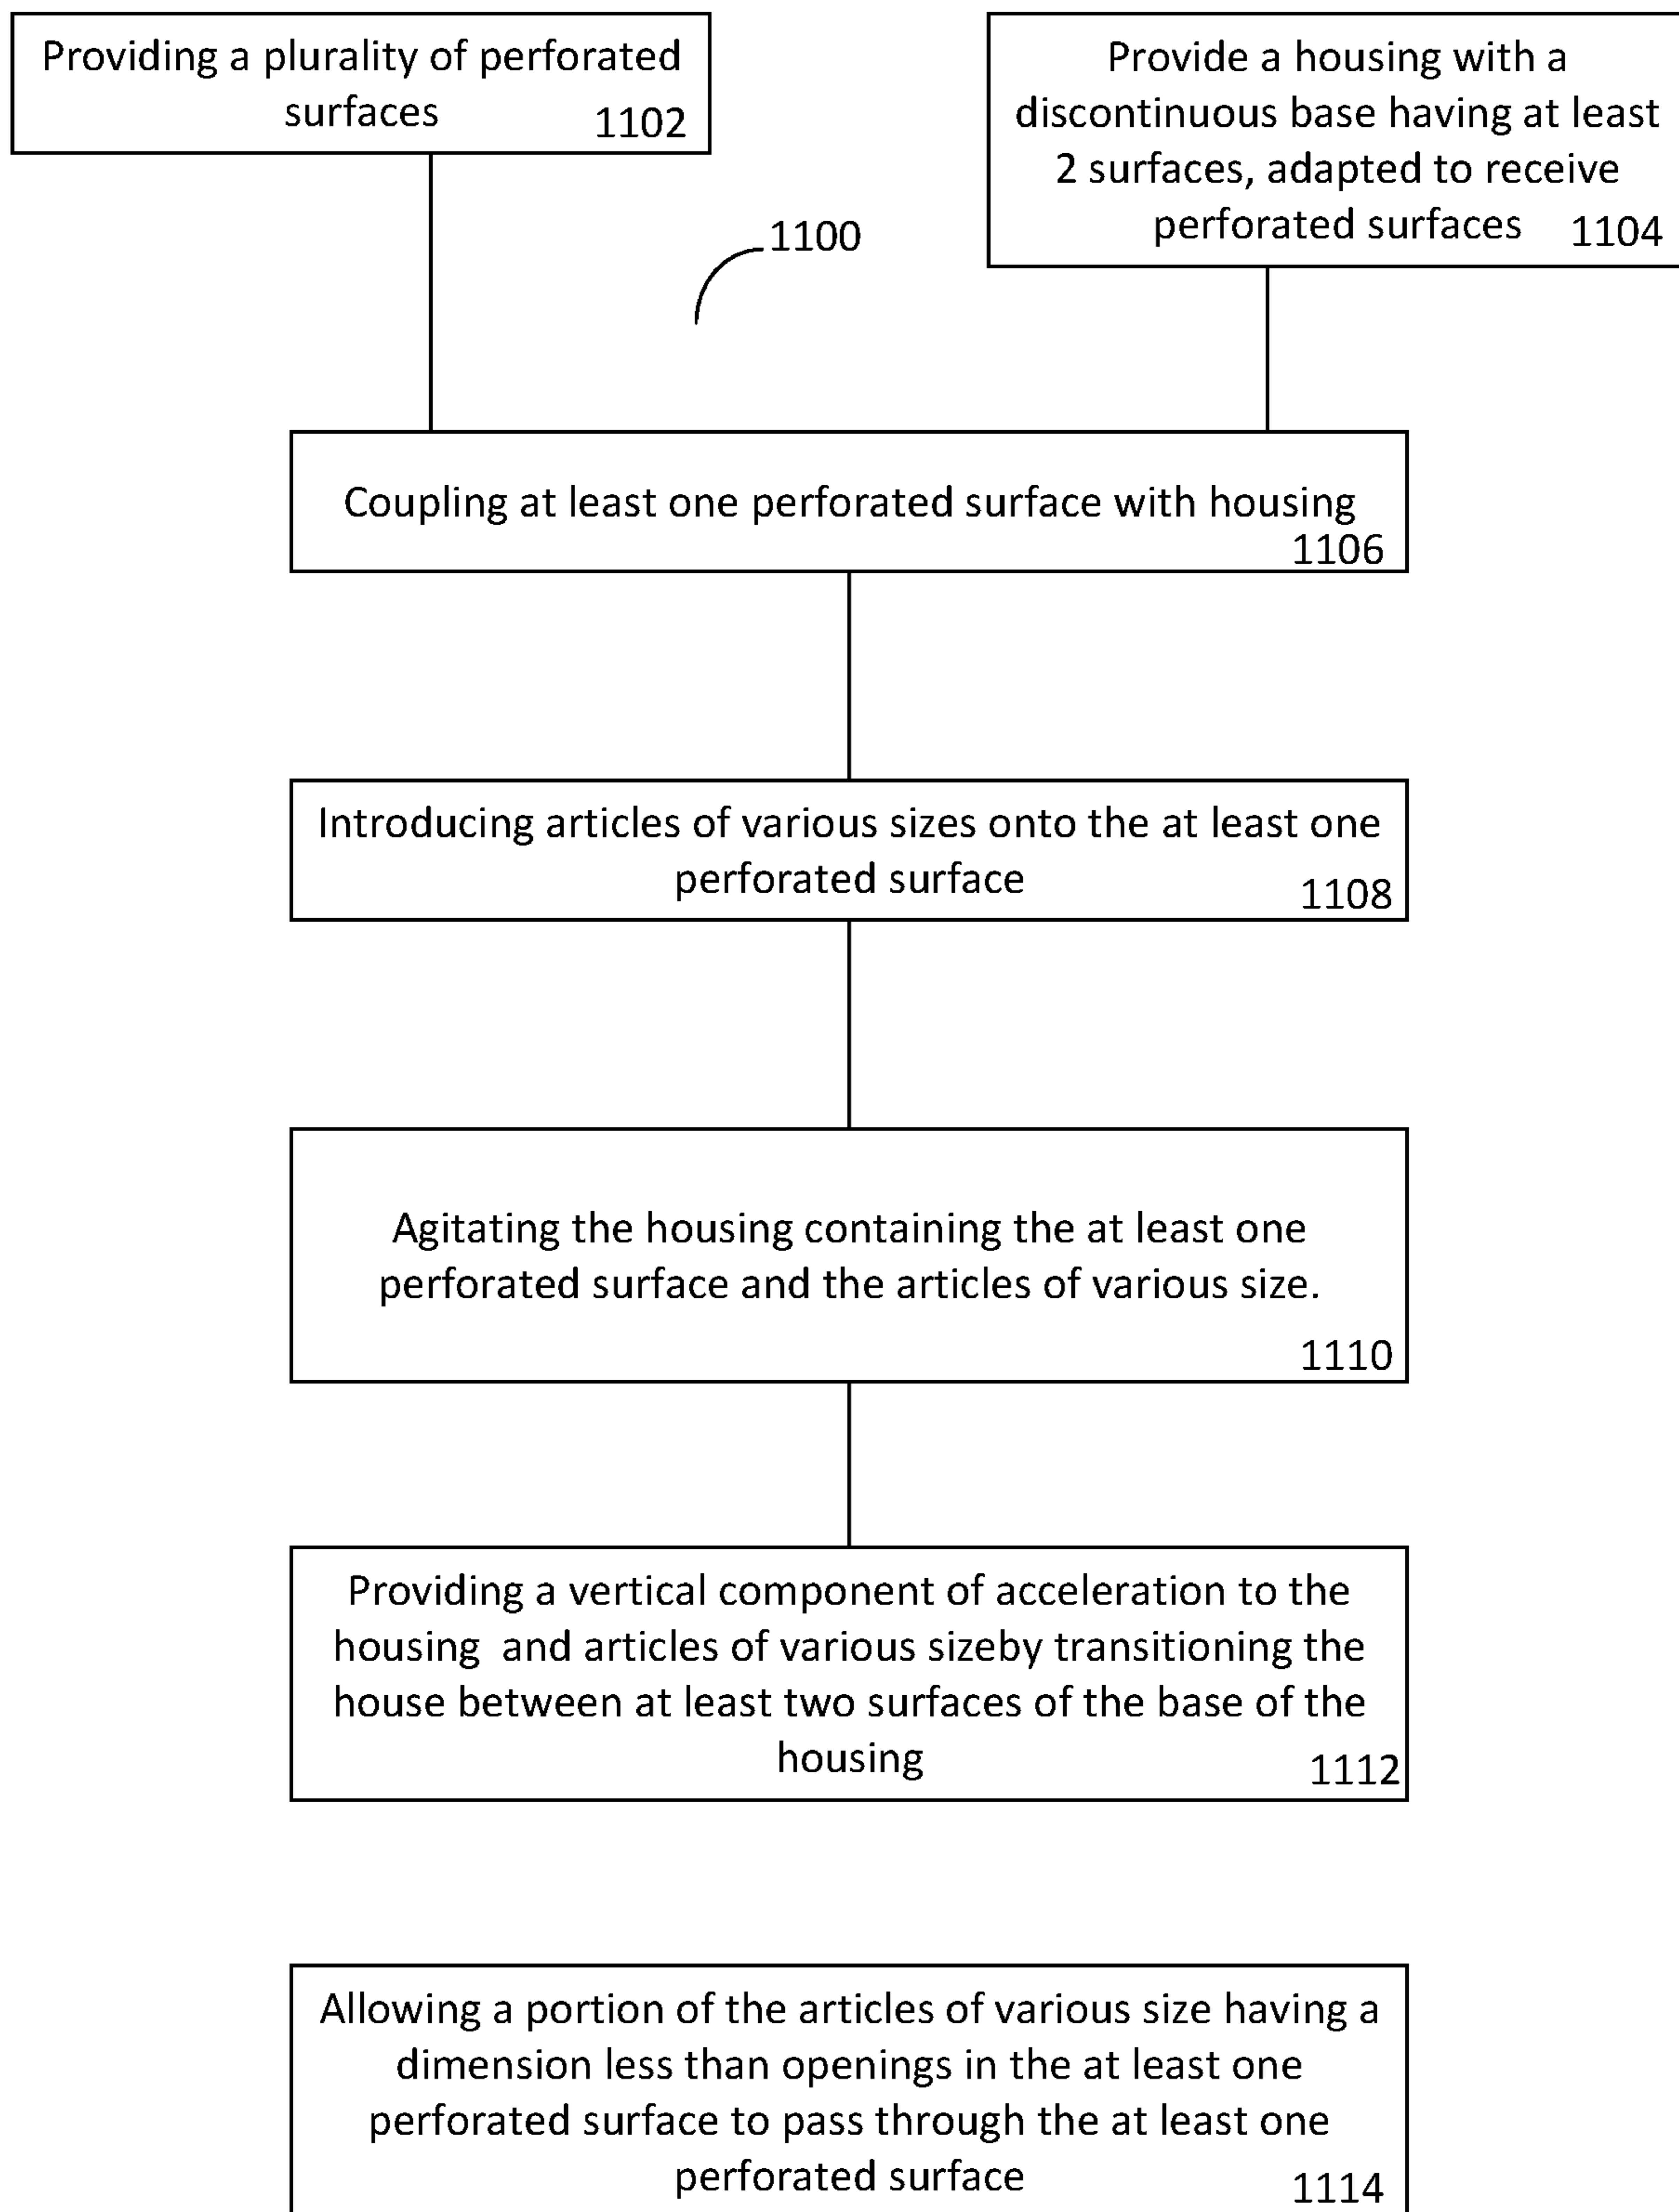 Providing a plurality of perforated
surfaces
1102
Provide a housing with a
discontinuous base having at least
2 surfaces, adapted to receive
perforated surfaces
1104
1100
Coupling at least one perforated surface with housing
1106
Introducing articles of various sizes onto the at least one
perforated surface
1108
Agitating the housing containing the at least one
perforated surface and the articles of various size.
1110
Providing a vertical component of acceleration to the
housing and articles of various sizeby transitioning the
house between at least two surfaces of the base of the
housing
1112
Allowing a portion of the articles of various size having a
dimension less than openings in the at least one
perforated surface to pass through the at least one
perforated surface
1114